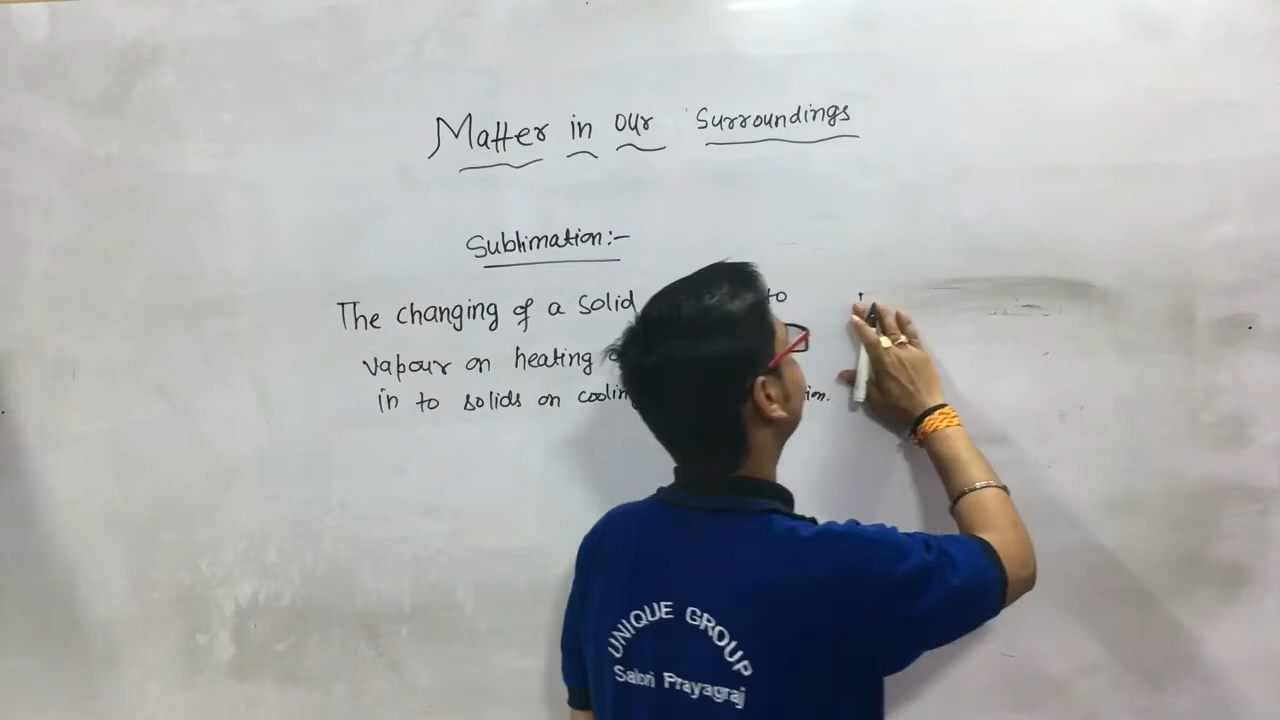 Matter in our Surroundings
Sublimation:-
The changing of a solid to
vapour on heating
in to solids on cooling
UNIQUE GROUP
Salori Prayagraj